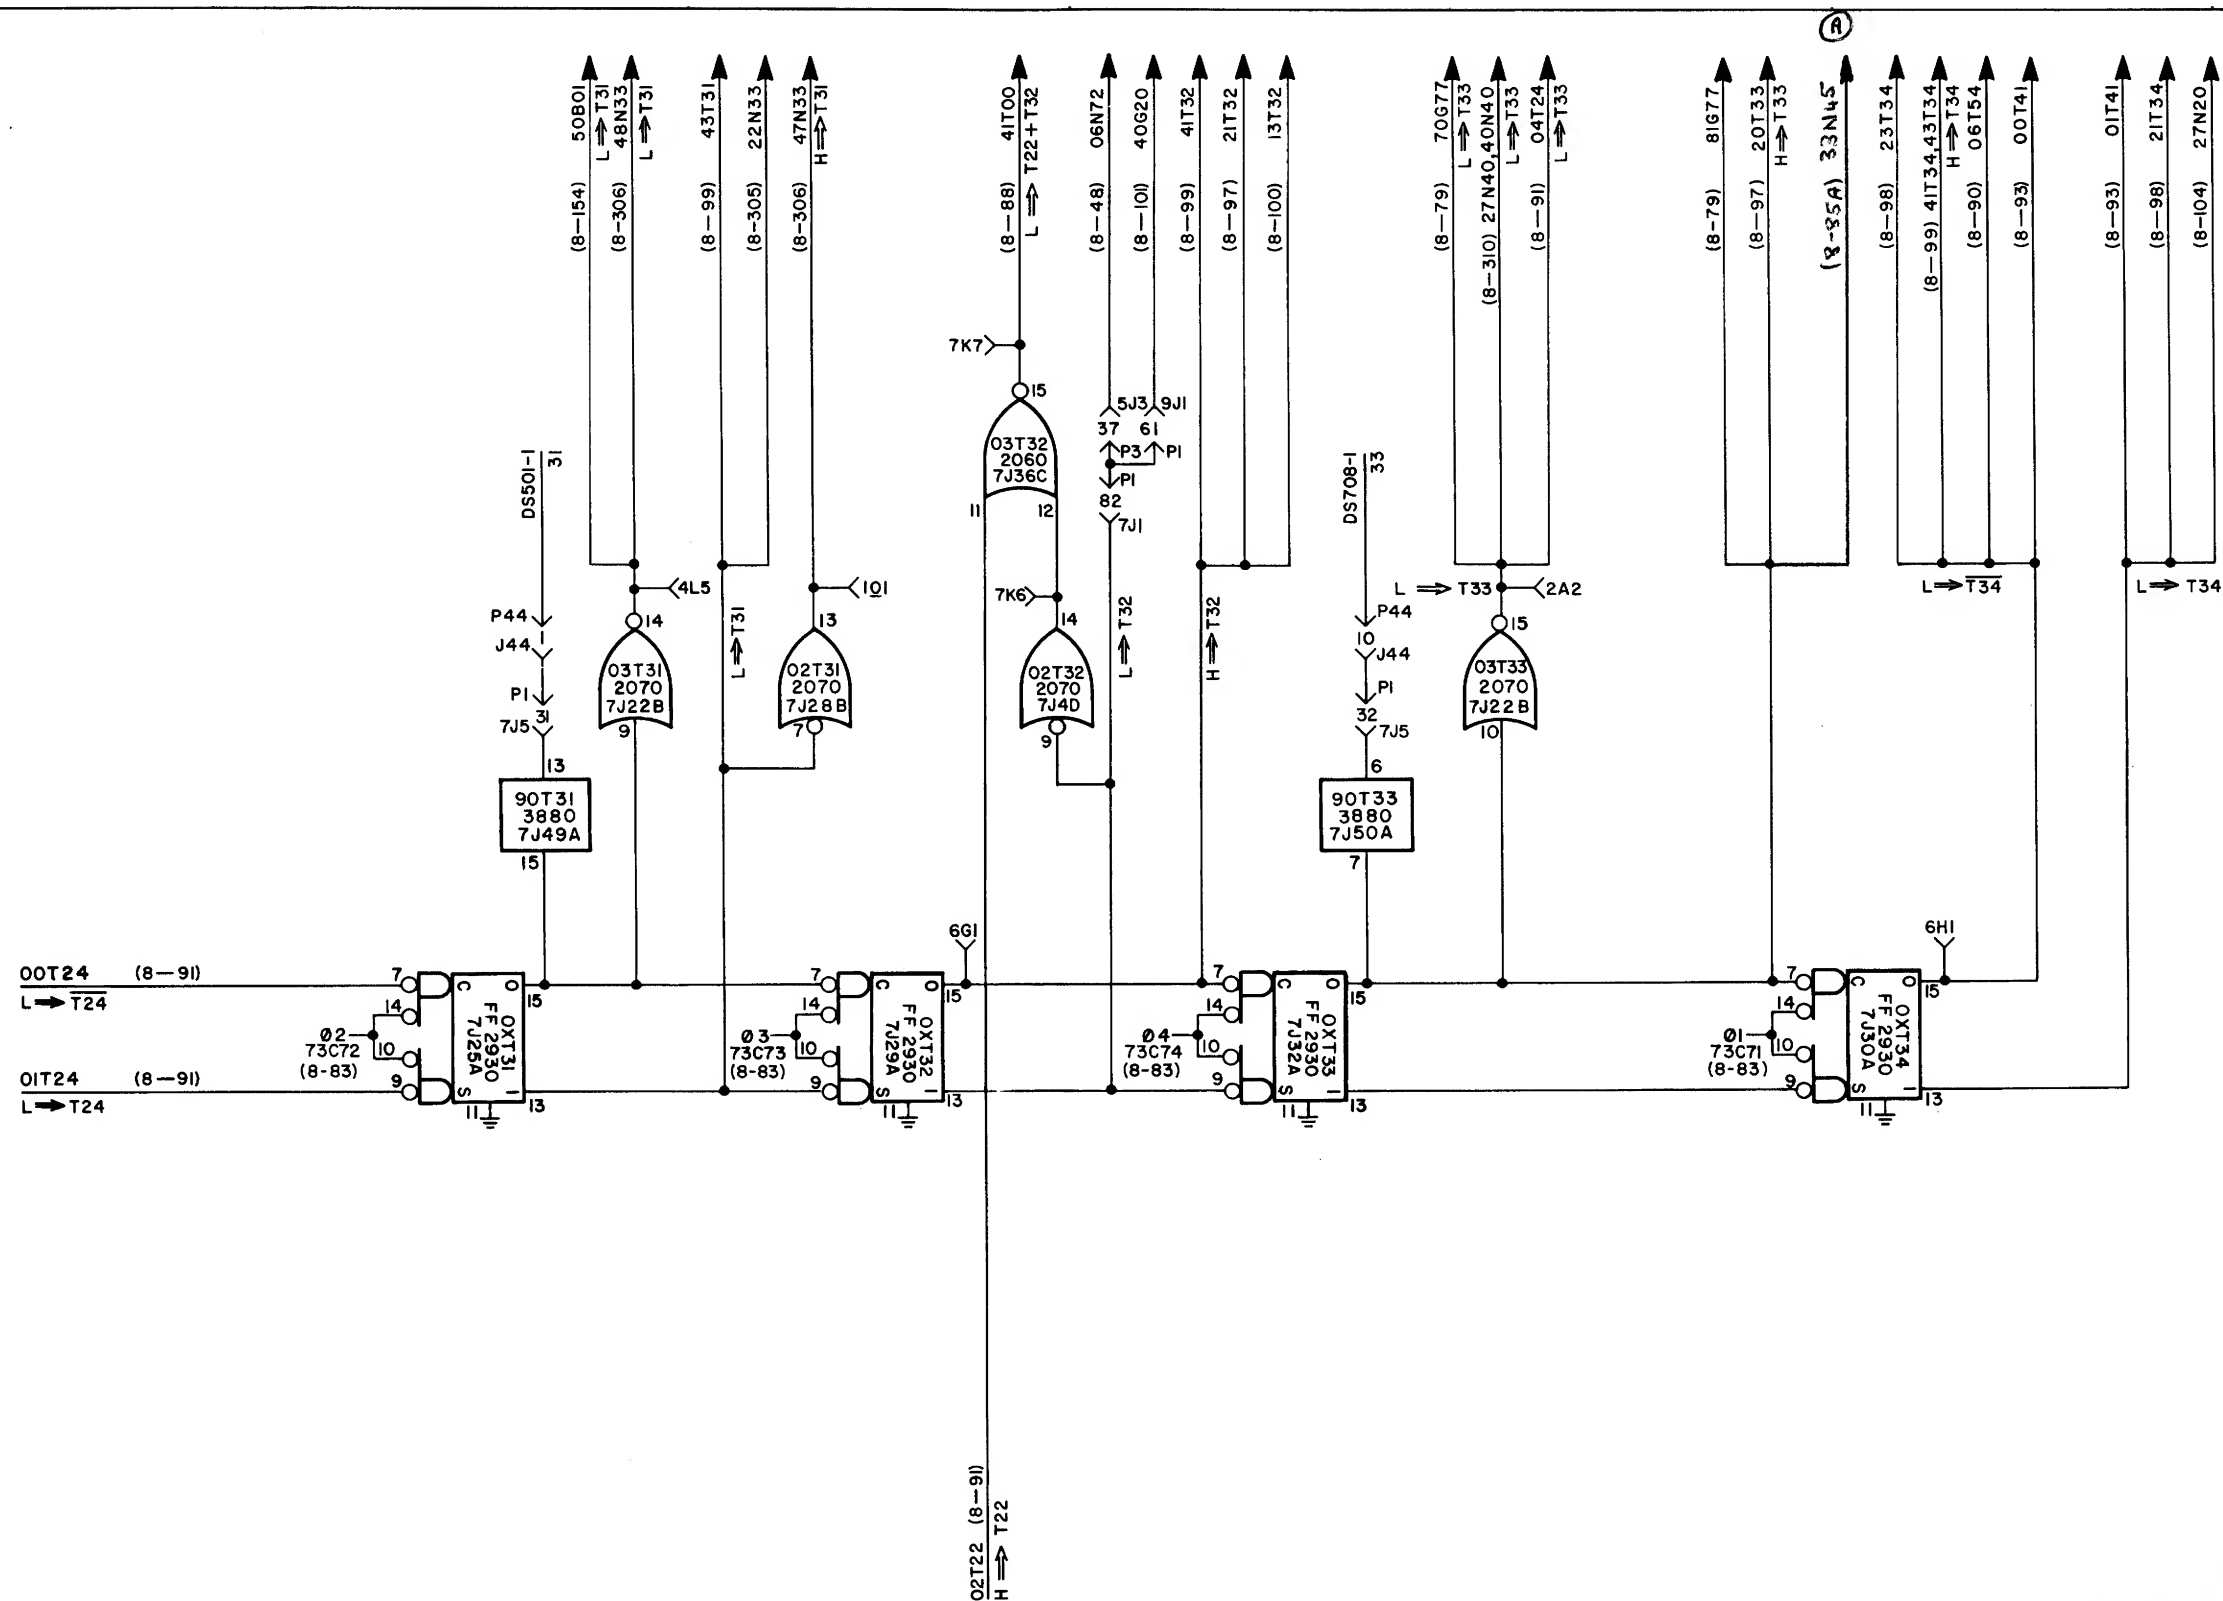 A
50B01
(8-154)
L⟹T31
48N33
(8-306)
L⟹T31
43T31
(8-99)
22N33
(8-305)
47N33
(8-306)
H⟹T31
41T00
(8-88)
L⟹T22+T32
06N72
(8-48)
40G20
(8-101)
41T32
(8-99)
21T32
(8-97)
13T32
(8-100)
70G77
(8-79)
L⟹T33
(8-310) 27N40,40N40
L⟹T33
04T24
(8-91)
L⟹T33
81G77
(8-79)
20T33
(8-97)
H⟹T33
(8-85A) 33N45
23T34
(8-98)
(8-99) 41T34,43T34
H⟹T34
06T54
(8-90)
00T41
(8-93)
01T41
(8-93)
21T34
(8-98)
27N20
(8-104)
7K7
15
03T32
2060
7J36C
11
12
5J3
9J1
37
61
P3
P1
P1
82
7J1
DS501-1
31
DS708-1
33
4L5
101
7K6
L⟹T33
2A2
L⟹T̅3̅4̅
L⟹T34
P44
1
J44
P1
31
7J5
13
90T31
3880
7J49A
15
14
03T31
2070
7J22B
9
L⟹T31
13
02T31
2070
7J28B
7
14
02T32
2070
7J4D
9
L⟹T32
H⟹T32
P44
10
J44
P1
32
7J5
6
90T33
3880
7J50A
7
15
03T33
2070
7J22B
10
00T24 (8-91)
L⟹T̅2̅4̅
01T24 (8-91)
L⟹T24
7
14
Ø2
73C72
(8-83)
10
9
C
0
S
1
0XT31
FF 2930
7J25A
15
13
11
7
14
Ø3
73C73
(8-83)
10
9
C
0
S
1
0XT32
FF 2930
7J29A
15
13
11
6G1
7
14
Ø4
73C74
(8-83)
10
9
C
0
S
1
0XT33
FF 2930
7J32A
15
13
11
7
14
Ø1
73C71
(8-83)
10
9
C
0
S
1
0XT34
FF 2930
7J30A
15
13
11
6H1
02T22 (8-91)
H⟹T22